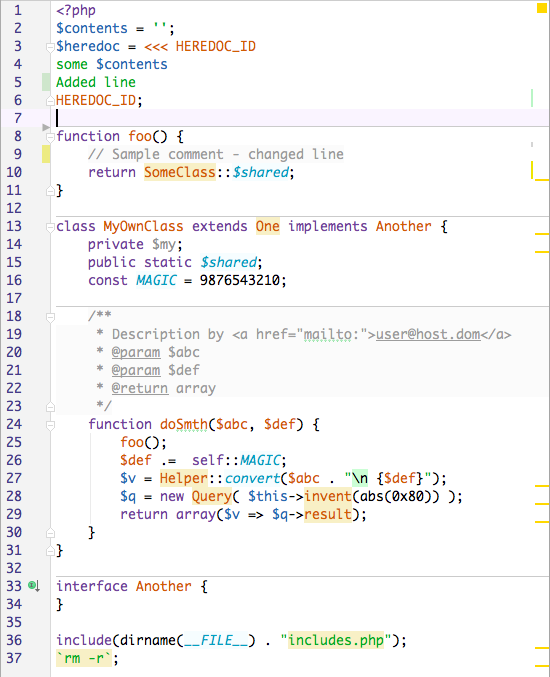 1 <?php
2 $contents = '';
3 $heredoc = <<< HEREDOC_ID
4 some $contents
5 Added line
6 HEREDOC_ID;
7
8 function foo() {
9     // Sample comment - changed line
10     return SomeClass::$shared;
11 }
12
13 class MyOwnClass extends One implements Another {
14     private $my;
15     public static $shared;
16     const MAGIC = 9876543210;
17
18     /**
19      * Description by <a href="mailto:">user@host.dom</a>
20      * @param $abc
21      * @param $def
22      * @return array
23      */
24     function doSmth($abc, $def) {
25         foo();
26         $def .=  self::MAGIC;
27         $v = Helper::convert($abc . "\n {$def}");
28         $q = new Query( $this->invent(abs(0x80)) );
29         return array($v => $q->result);
30     }
31 }
32
33 interface Another {
34 }
35
36 include(dirname(__FILE__) . "includes.php");
37 `rm -r`;